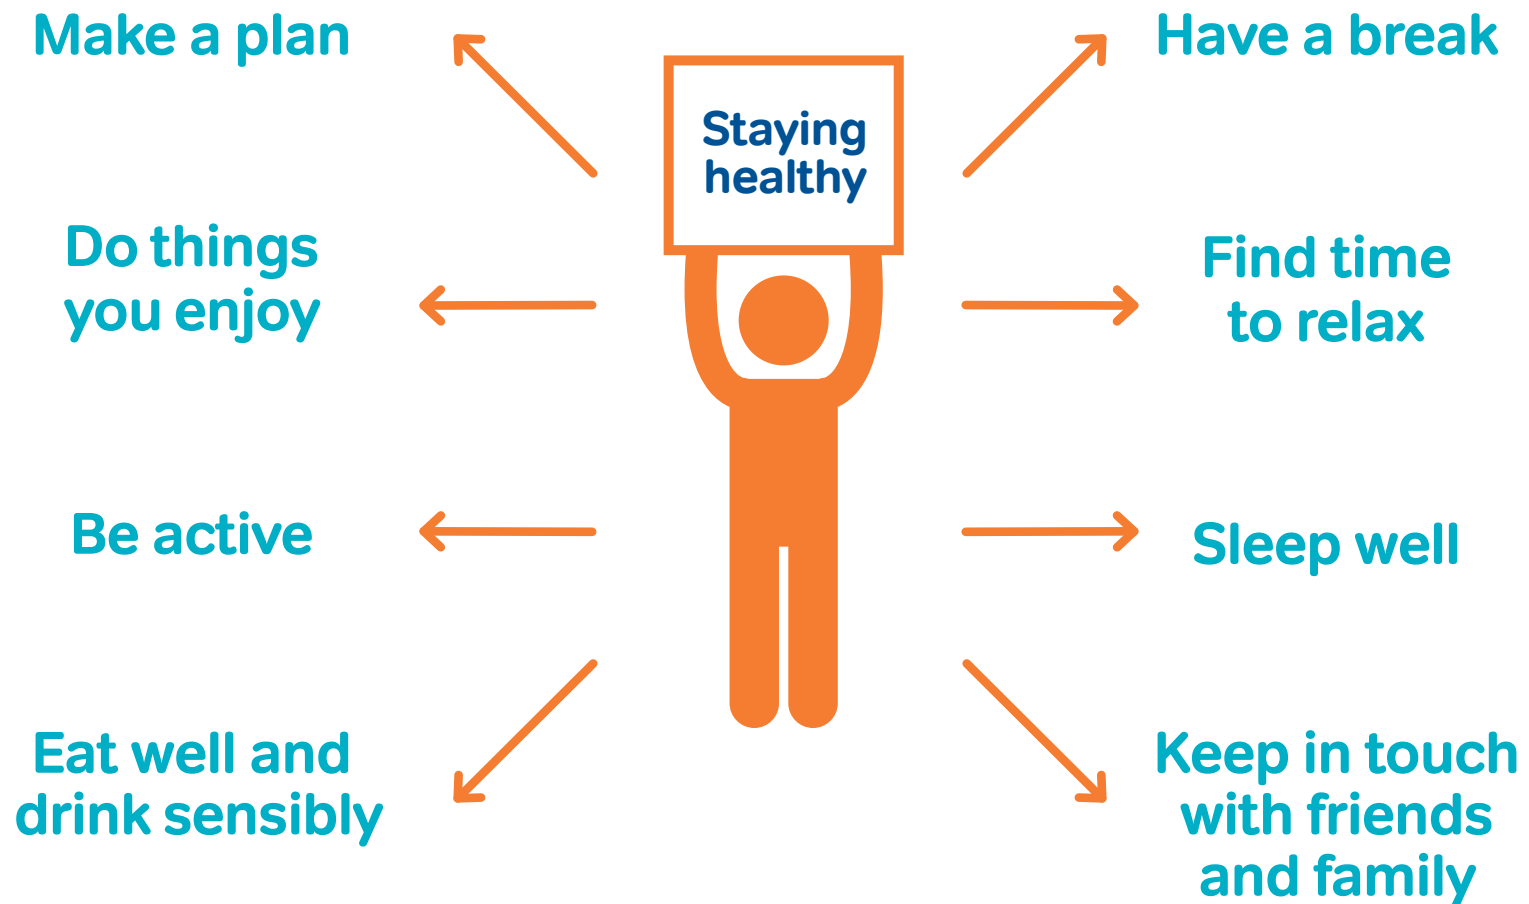 Make a plan
Have a break
Staying
healthy
Do things
you enjoy
Find time
to relax
Be active
Sleep well
Eat well and
drink sensibly
Keep in touch
with friends
and family